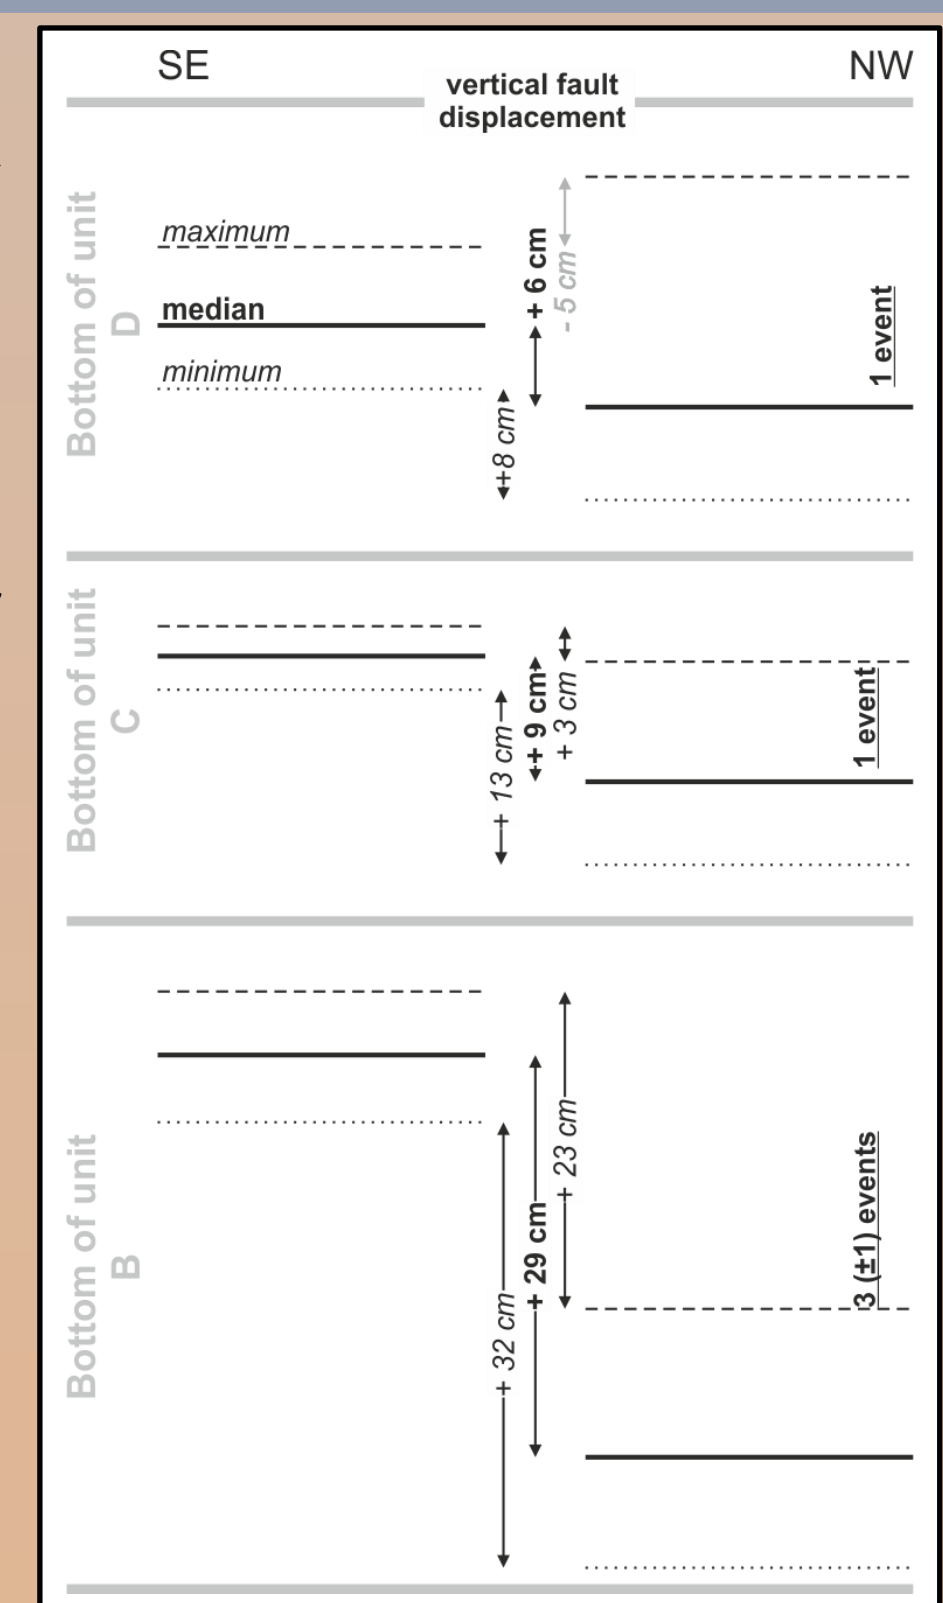 SE
NW
vertical fault
displacement
Bottom of unit
D
maximum
median
minimum
+8 cm
+ 6 cm
- 5 cm
1 event
Bottom of unit
C
+ 13 cm
+ 9 cm
+ 3 cm
1 event
Bottom of unit
B
+ 32 cm
+ 29 cm
+ 23 cm
3 (±1) events